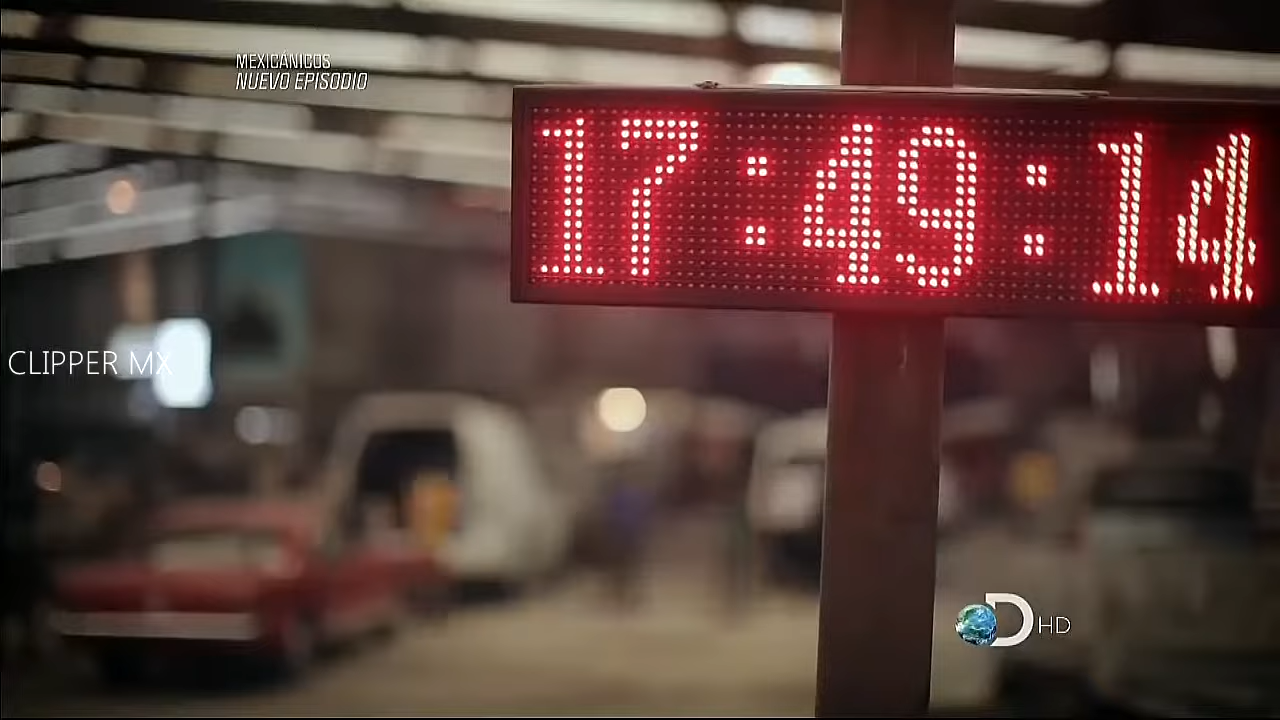 MEXICÁNICOS
NUEVO EPISODIO
17:49:14
CLIPPER MX
D HD